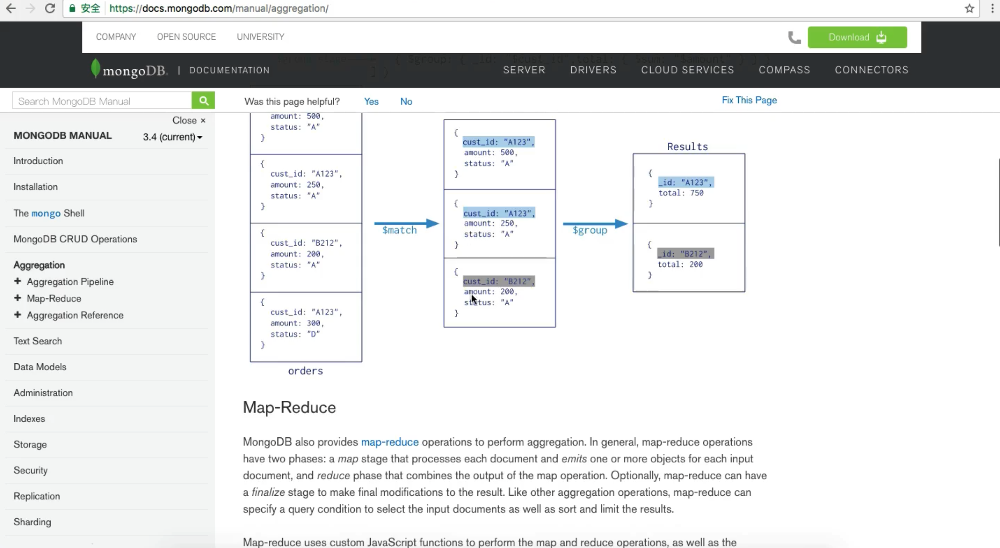 安全 https://docs.mongodb.com/manual/aggregation/
COMPANY OPEN SOURCE UNIVERSITY
Download
$group stage { $group: { _id: "$cust_id",total: { $sum: "$amount" } } }
] )
mongoDB. | DOCUMENTATION
SERVER DRIVERS CLOUD SERVICES COMPASS CONNECTORS
Search MongoDB Manual
Was this page helpful? Yes No
Fix This Page
Close ×
MONGODB MANUAL 3.4 (current)
Introduction
Installation
The mongo Shell
MongoDB CRUD Operations
Aggregation
+ Aggregation Pipeline
+ Map-Reduce
+ Aggregation Reference
Text Search
Data Models
Administration
Indexes
Storage
Security
Replication
Sharding
amount: 500,
status: "A"
}
{
cust_id: "A123",
amount: 250,
status: "A"
}
{
cust_id: "B212",
amount: 200,
status: "A"
}
{
cust_id: "A123",
amount: 300,
status: "D"
}
orders
$match
{
cust_id: "A123",
amount: 500,
status: "A"
}
{
cust_id: "A123",
amount: 250,
status: "A"
}
{
cust_id: "B212",
amount: 200,
status: "A"
}
$group
Results
{
_id: "A123",
total: 750
}
{
_id: "B212",
total: 200
}
Map-Reduce
MongoDB also provides map-reduce operations to perform aggregation. In general, map-reduce operations
have two phases: a map stage that processes each document and emits one or more objects for each input
document, and reduce phase that combines the output of the map operation. Optionally, map-reduce can have
a finalize stage to make final modifications to the result. Like other aggregation operations, map-reduce can
specify a query condition to select the input documents as well as sort and limit the results.
Map-reduce uses custom JavaScript functions to perform the map and reduce operations, as well as the